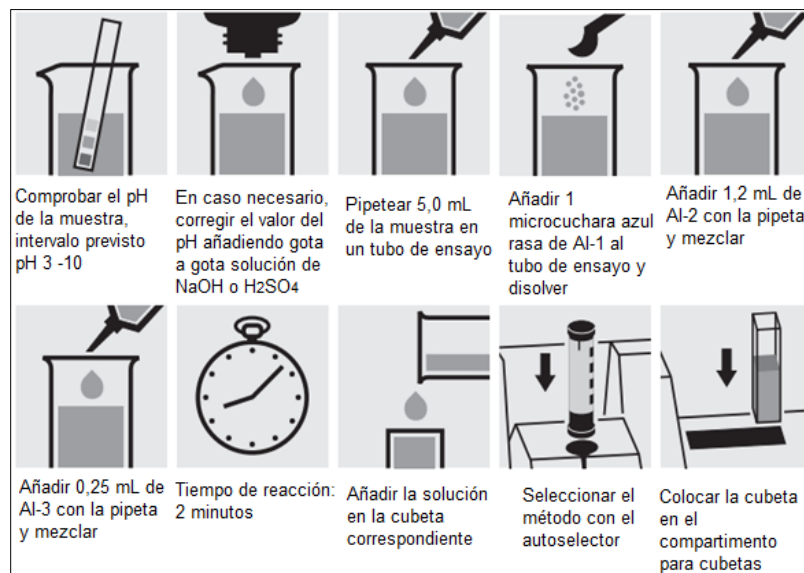 Comprobar el pH
de la muestra,
intervalo previsto
pH 3 -10
En caso necesario,
corregir el valor del
pH añadiendo gota
a gota solución de
NaOH o H2SO4
Pipetear 5,0 mL
de la muestra en
un tubo de ensayo
Añadir 1
microcuchara azul
rasa de Al-1 al
tubo de ensayo y
disolver
Añadir 1,2 mL de
Al-2 con la pipeta
y mezclar
Añadir 0,25 mL de
Al-3 con la pipeta
y mezclar
Tiempo de reacción:
2 minutos
Añadir la solución
en la cubeta
correspondiente
Seleccionar el
método con el
autoselector
Colocar la cubeta
en el
compartimento
para cubetas